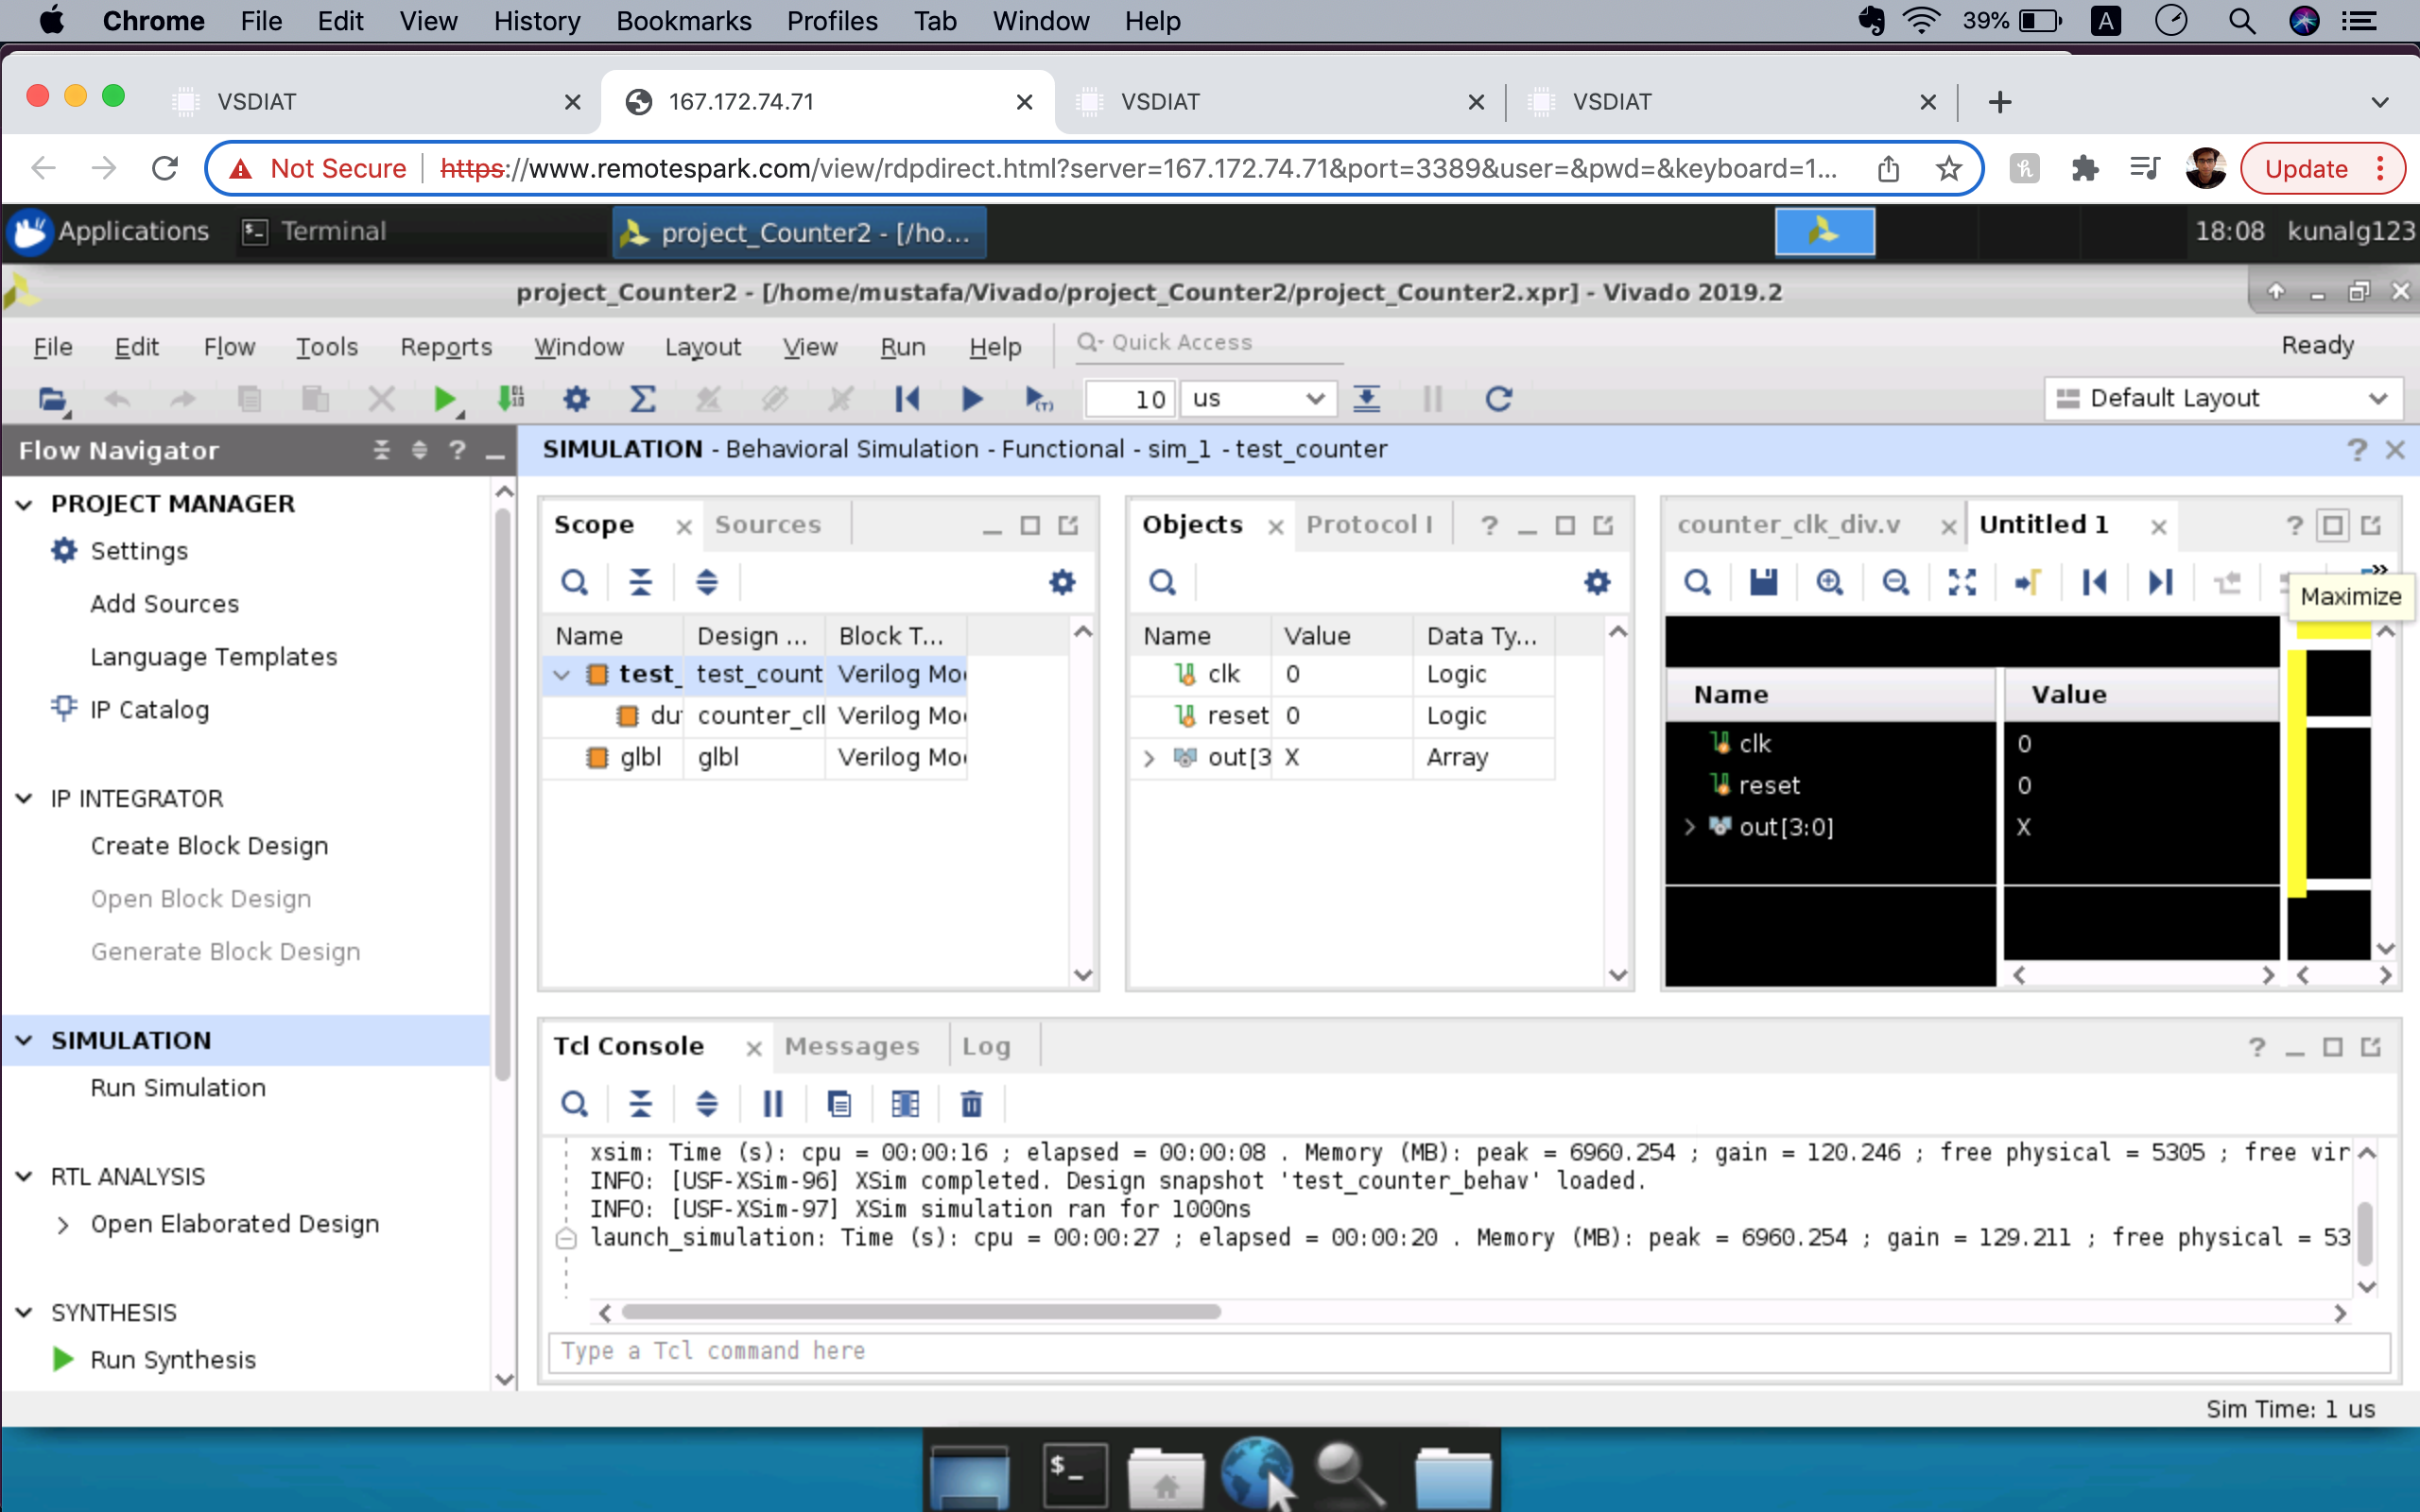 Chrome File Edit View History Bookmarks Profiles Tab Window Help 39% A
VSDIAT 167.172.74.71 VSDIAT VSDIAT
Not Secure https://www.remotespark.com/view/rdpdirect.html?server=167.172.74.71&port=3389&user=&pwd=&keyboard=1... Update
Applications Terminal project_Counter2 - [/ho... 18:08 kunalg123
project_Counter2 - [/home/mustafa/Vivado/project_Counter2/project_Counter2.xpr] - Vivado 2019.2
File Edit Flow Tools Reports Window Layout View Run Help Quick Access Ready
10 us Default Layout
Flow Navigator
SIMULATION - Behavioral Simulation - Functional - sim_1 - test_counter
PROJECT MANAGER
Settings
Add Sources
Language Templates
IP Catalog
IP INTEGRATOR
Create Block Design
Open Block Design
Generate Block Design
SIMULATION
Run Simulation
RTL ANALYSIS
Open Elaborated Design
SYNTHESIS
Run Synthesis
Scope Sources
Name Design ... Block T...
test_ test_count Verilog Mo
du counter_cl Verilog Mo
glbl glbl Verilog Mo
Objects Protocol I
Name Value Data Ty...
clk 0 Logic
reset 0 Logic
out[3 X Array
counter_clk_div.v Untitled 1
Maximize
Name Value
clk 0
reset 0
out[3:0] X
Tcl Console Messages Log
xsim: Time (s): cpu = 00:00:16 ; elapsed = 00:00:08 . Memory (MB): peak = 6960.254 ; gain = 120.246 ; free physical = 5305 ; free vir
INFO: [USF-XSim-96] XSim completed. Design snapshot 'test_counter_behav' loaded.
INFO: [USF-XSim-97] XSim simulation ran for 1000ns
launch_simulation: Time (s): cpu = 00:00:27 ; elapsed = 00:00:20 . Memory (MB): peak = 6960.254 ; gain = 129.211 ; free physical = 53
Type a Tcl command here
Sim Time: 1 us